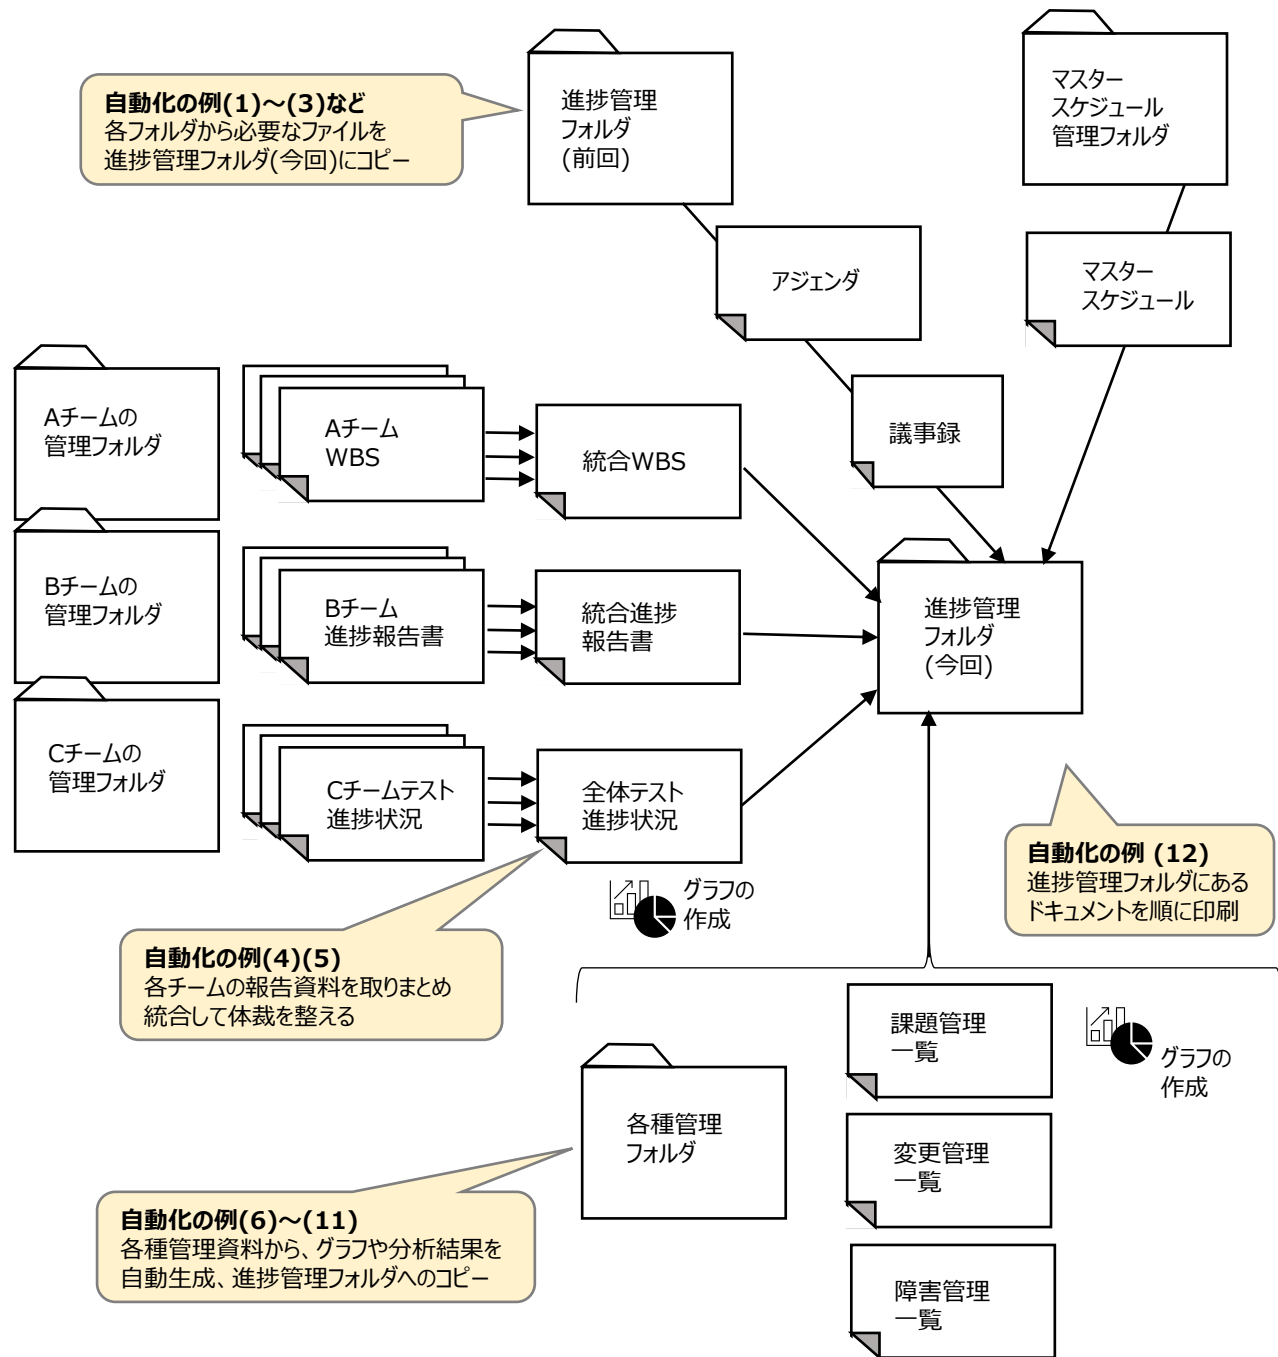 自動化の例(1)～(3)など
各フォルダから必要なファイルを
進捗管理フォルダ(今回)にコピー
進捗管理
フォルダ
(前回)
マスター
スケジュール
管理フォルダ
アジェンダ
マスター
スケジュール
議事録
Aチームの
管理フォルダ
Aチーム
WBS
統合WBS
Bチームの
管理フォルダ
Bチーム
進捗報告書
統合進捗
報告書
進捗管理
フォルダ
(今回)
Cチームの
管理フォルダ
Cチームテスト
進捗状況
全体テスト
進捗状況
グラフの
作成
自動化の例 (12)
進捗管理フォルダにある
ドキュメントを順に印刷
自動化の例(4)(5)
各チームの報告資料を取りまとめ
統合して体裁を整える
課題管理
一覧
グラフの
作成
各種管理
フォルダ
変更管理
一覧
自動化の例(6)～(11)
各種管理資料から、グラフや分析結果を
自動生成、進捗管理フォルダへのコピー
障害管理
一覧